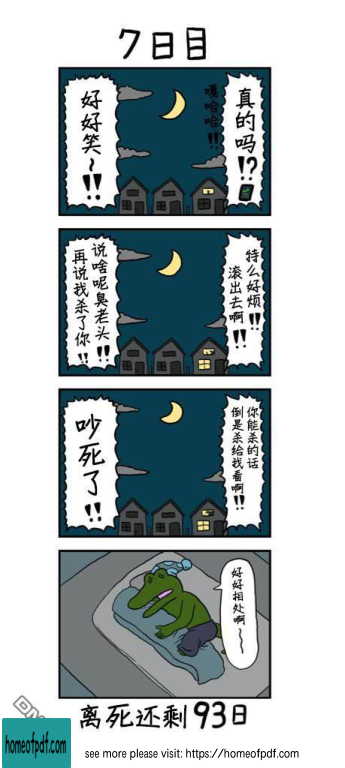 7日目
真的吗!?
嘎哈哈!!
好好笑~!!
特么好烦!!
滚出去啊!!
说啥呢臭老头!!
再说我杀了你!!
你能杀的话
倒是杀给我看啊!!
吵死了!!
好好相处啊~~
离死还剩93日
homeofpdf.com
see more please visit: https://homeofpdf.com